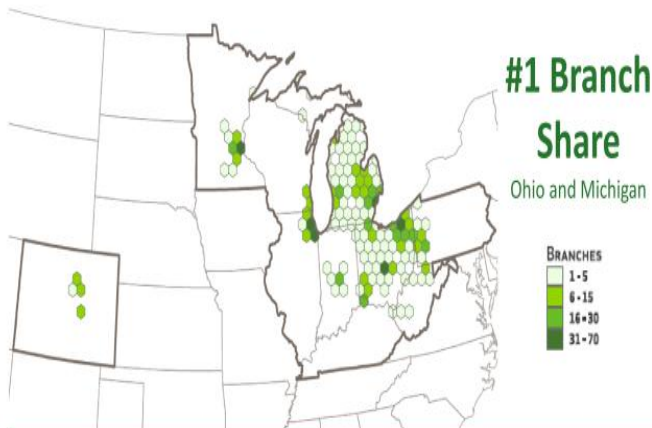 #1 Branch
Share
Ohio and Michigan
BRANCHES
1-5
6-15
16-30
31-70